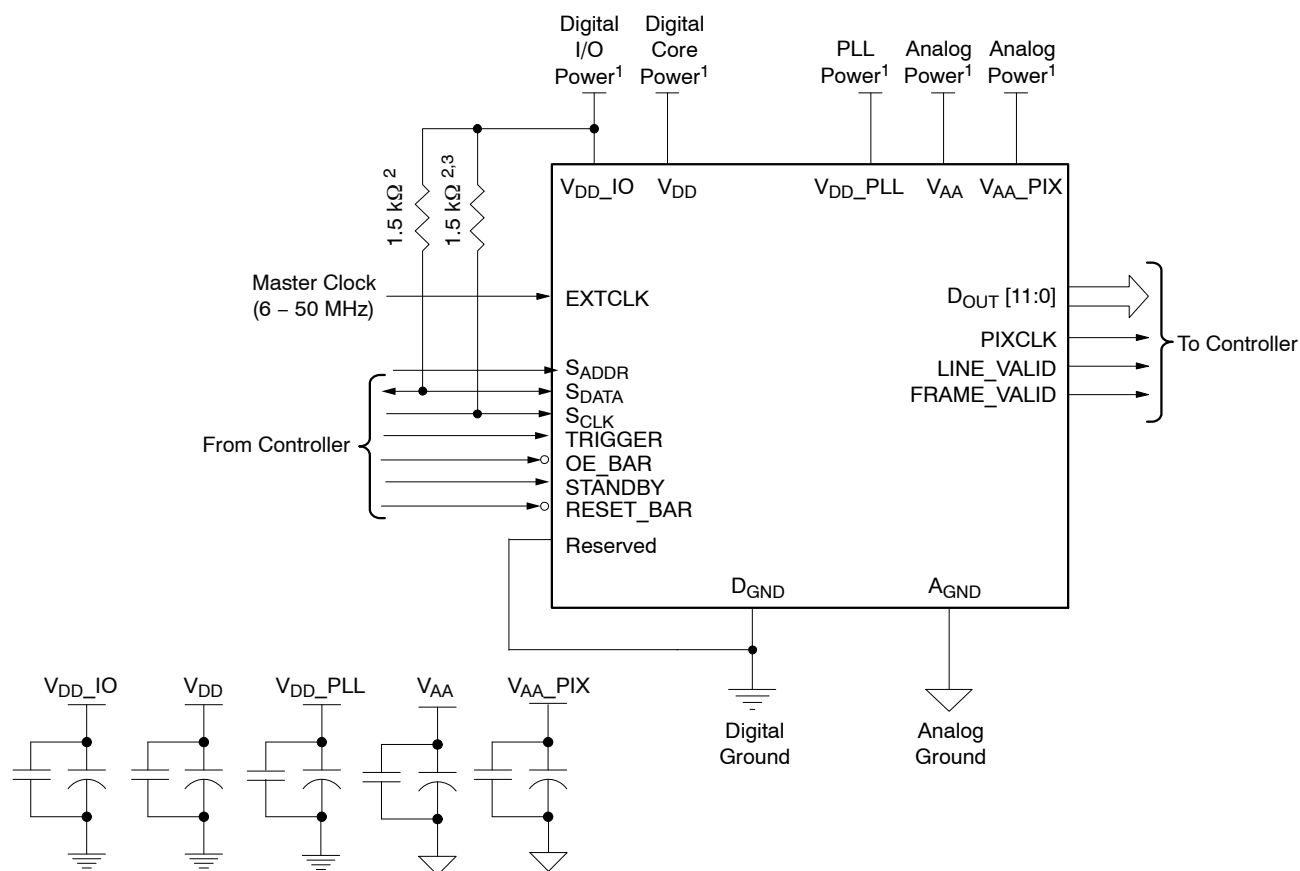 Digital
I/O
Power1
Digital
Core
Power1
PLL
Power1
Analog
Power1
Analog
Power1
1.5 kΩ 2
1.5 kΩ 2,3
VDD_IO
VDD
VDD_PLL
VAA
VAA_PIX
Master Clock
(6 – 50 MHz)
EXTCLK
DOUT [11:0]
PIXCLK
LINE_VALID
FRAME_VALID
To Controller
From Controller
SADDR
SDATA
SCLK
TRIGGER
OE_BAR
STANDBY
RESET_BAR
Reserved
DGND
AGND
Digital
Ground
Analog
Ground
VDD_IO
VDD
VDD_PLL
VAA
VAA_PIX